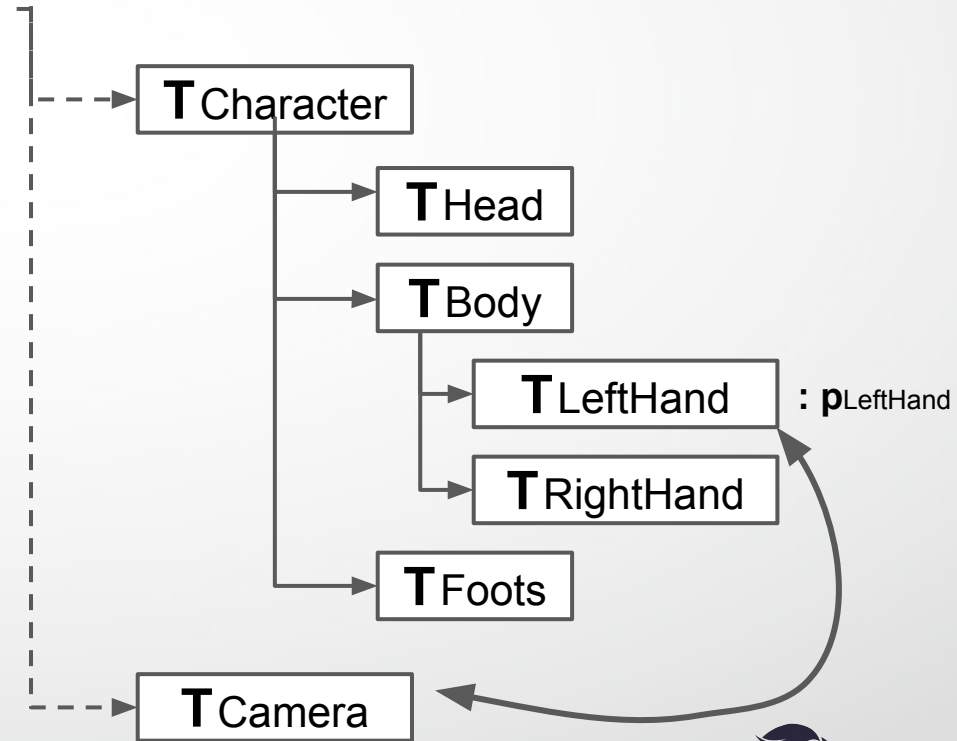 TCharacter
THead
TBody
TLeftHand : pLeftHand
TRightHand
TFoots
TCamera